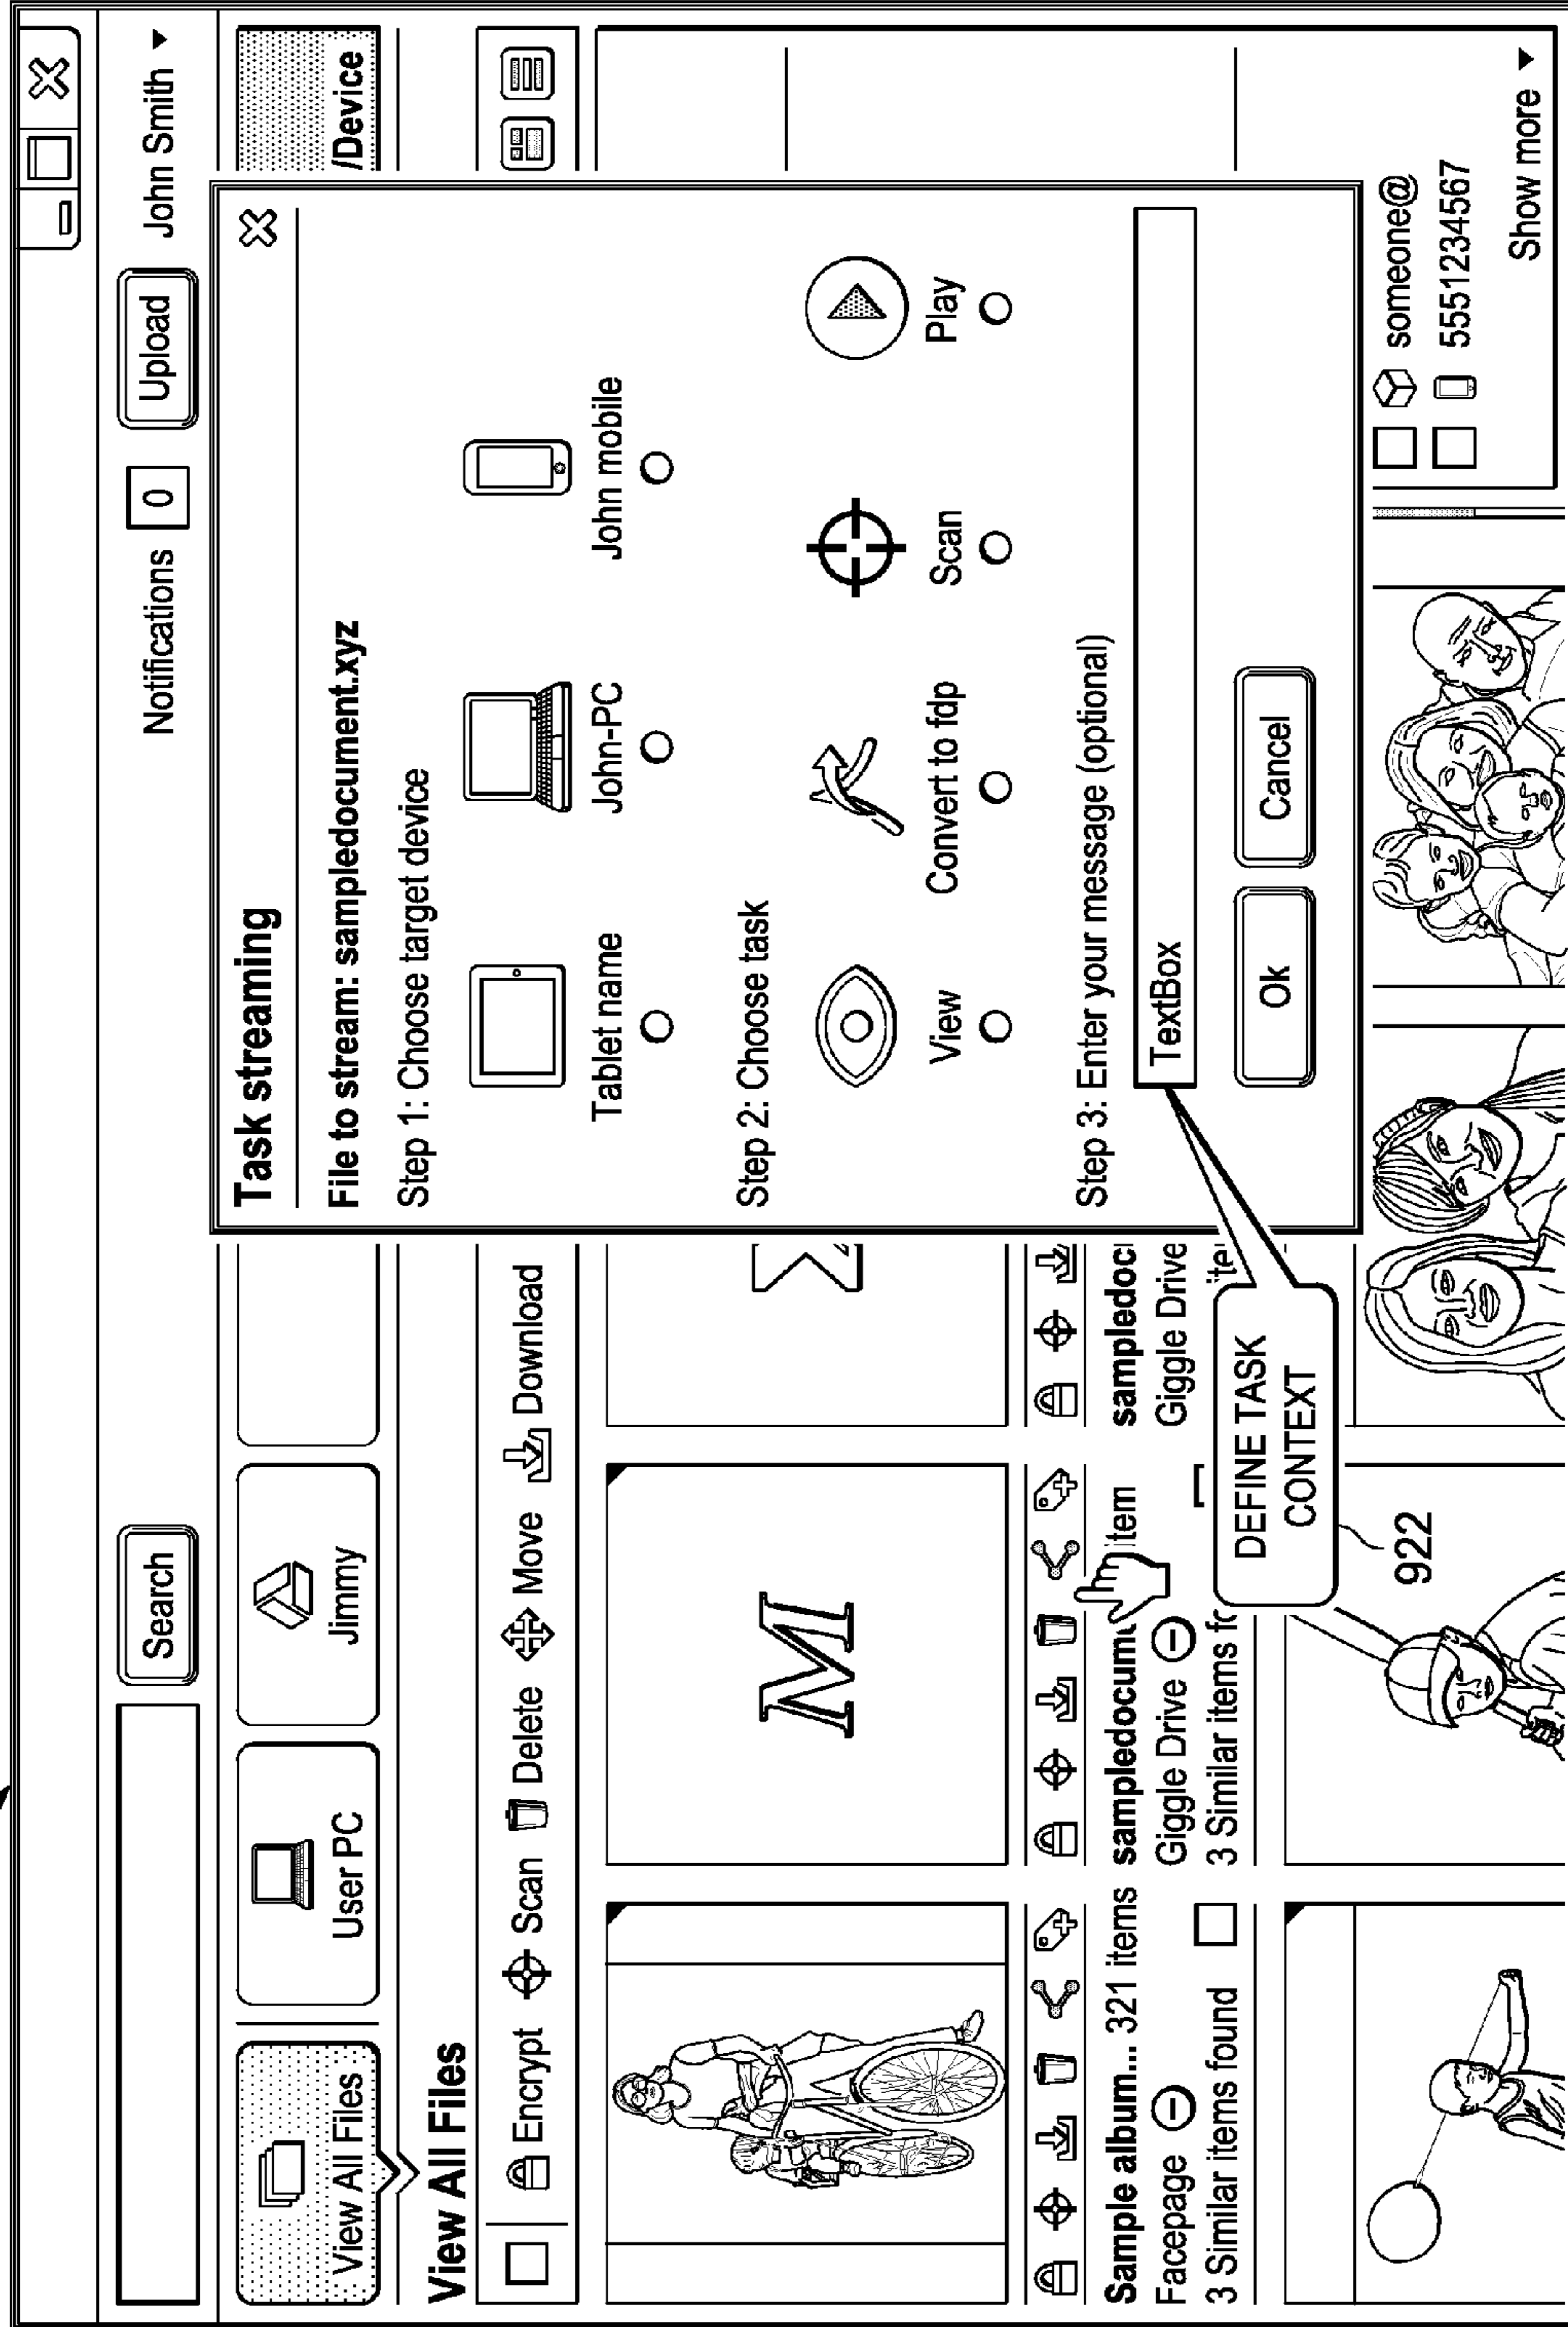 Search
Notifications 0 Upload John Smith
View All Files
User PC
Jimmy
/Device
View All Files
Encrypt Scan Delete Move Download
Task streaming
File to stream: sampledocument.xyz
Step 1: Choose target device
Tablet name
John-PC
John mobile
Step 2: Choose task
View
Convert to fdp
Scan
Play
Step 3: Enter your message (optional)
TextBox
Ok
Cancel
M
Sample album... 321 items
Facepage
3 Similar items found
sampledocum item
Giggle Drive
3 Similar items fo
sampledoc
Giggle Drive
ite
DEFINE TASK
CONTEXT
922
someone@
5551234567
Show more